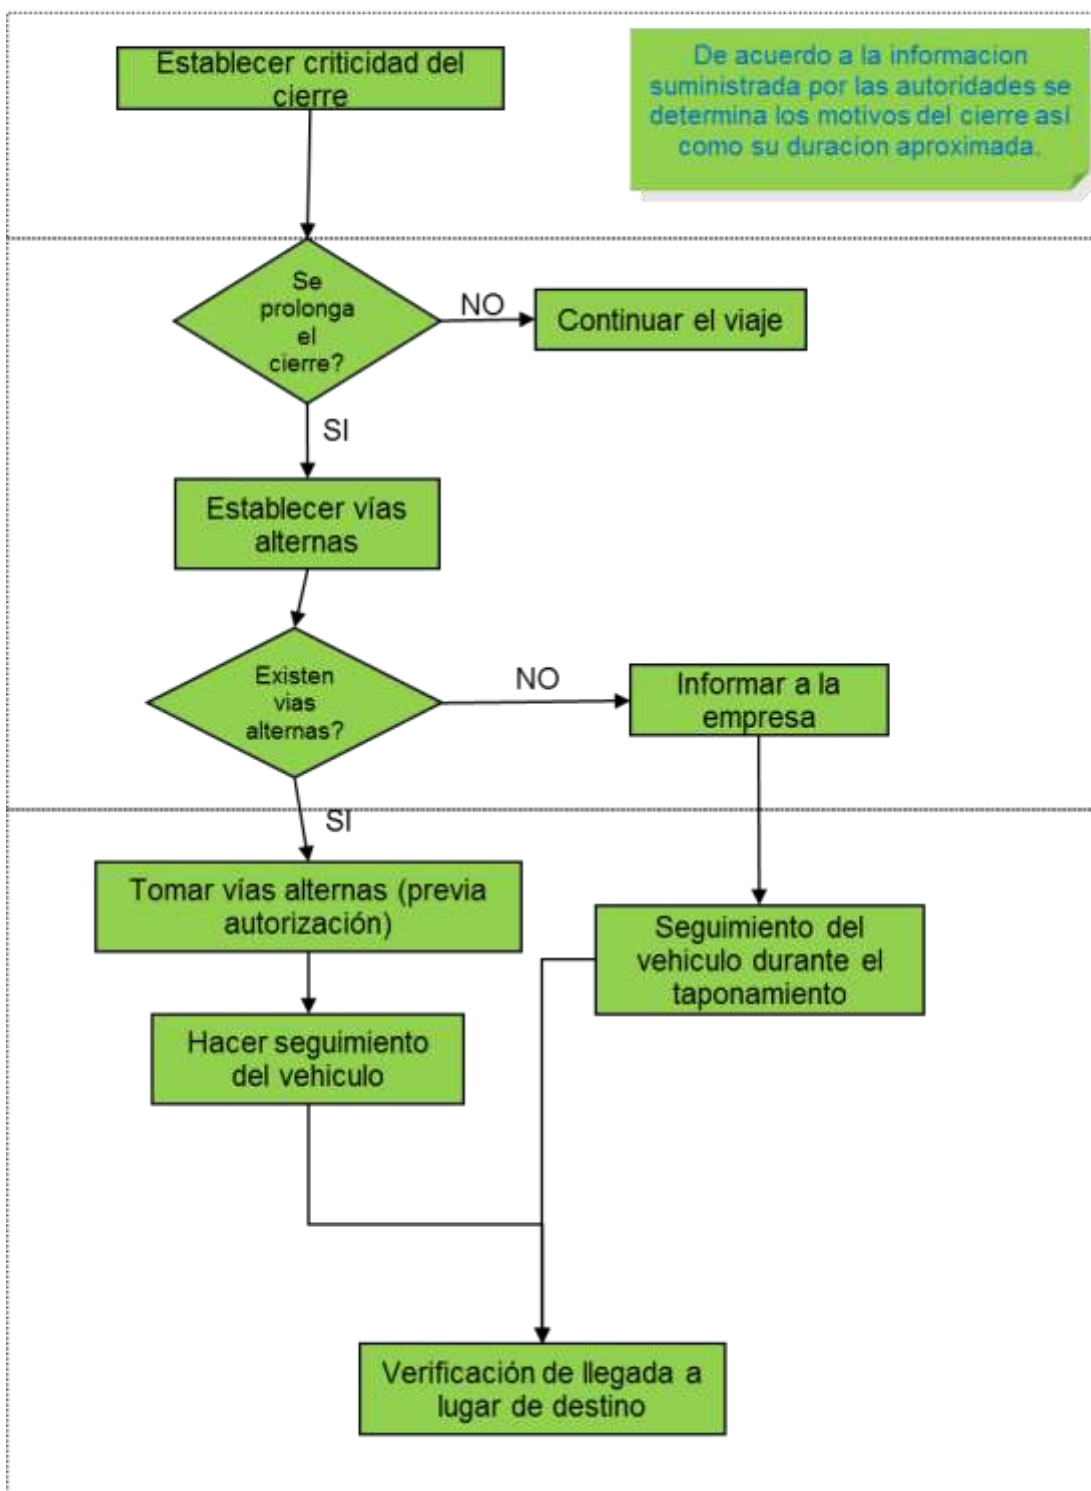 Establecer criticidad del
cierre
De acuerdo a la informacion
suministrada por las autoridades se
determina los motivos del cierre así
como su duracion aproximada.
Se
prolonga
el
cierre?
NO
Continuar el viaje
SI
Establecer vías
alternas
Existen
vias
alternas?
NO
Informar a la
empresa
SI
Tomar vías alternas (previa
autorización)
Seguimiento del
vehiculo durante el
taponamiento
Hacer seguimiento
del vehiculo
Verificación de llegada a
lugar de destino